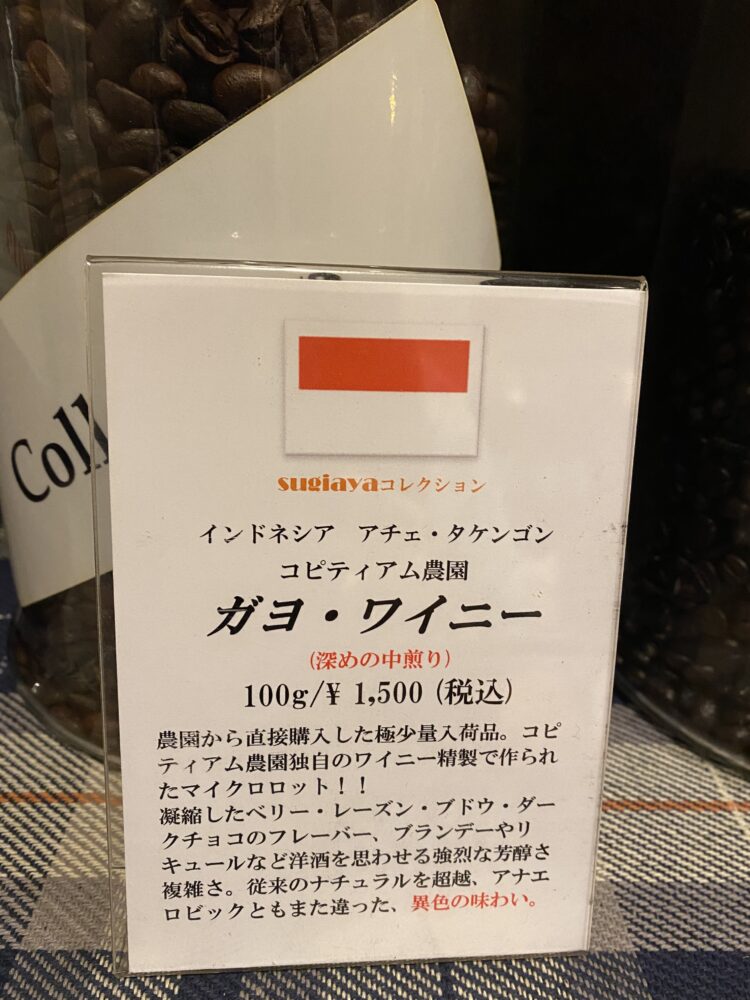 Coll
sugiayaコレクション
インドネシア　アチェ・タケンゴン
コピティアム農園
ガヨ・ワイニー
(深めの中煎り)
100g/¥ 1,500 (税込)
農園から直接購入した極少量入荷品。コピ
ティアム農園独自のワイニー精製で作られ
たマイクロロット！！
凝縮したベリー・レーズン・ブドウ・ダー
クチョコのフレーバー、ブランデーやリ
キュールなど洋酒を思わせる強烈な芳醇さ
複雑さ。従来のナチュラルを超越、アナエ
ロビックともまた違った、異色の味わい。